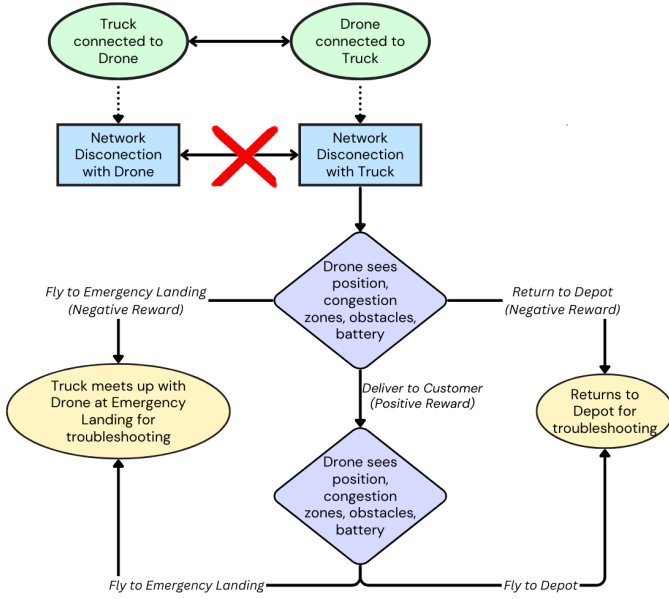 Truck
connected to
Drone
Drone
connected to
Truck
Network
Disconection
with Drone
Network
Disconection
with Truck
Drone sees
position,
congestion
zones, obstacles,
battery
Fly to Emergency Landing
(Negative Reward)
Return to Depot
(Negative Reward)
Truck meets up with
Drone at Emergency
Landing for
troubleshooting
Deliver to Customer
(Positive Reward)
Returns to
Depot for
troubleshooting
Drone sees
position,
congestion
zones, obstacles,
battery
Fly to Emergency Landing
Fly to Depot